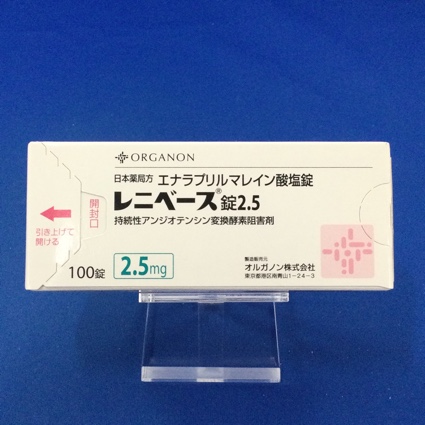 ORGANON
日本薬局方 エナラプリルマレイン酸塩錠
レニベース®錠2.5
持続性アンジオテンシン変換酵素阻害剤
開封口
引き上げて
開ける
100錠
2.5mg
製造販売元
オルガノン株式会社
東京都港区南青山1-24-3